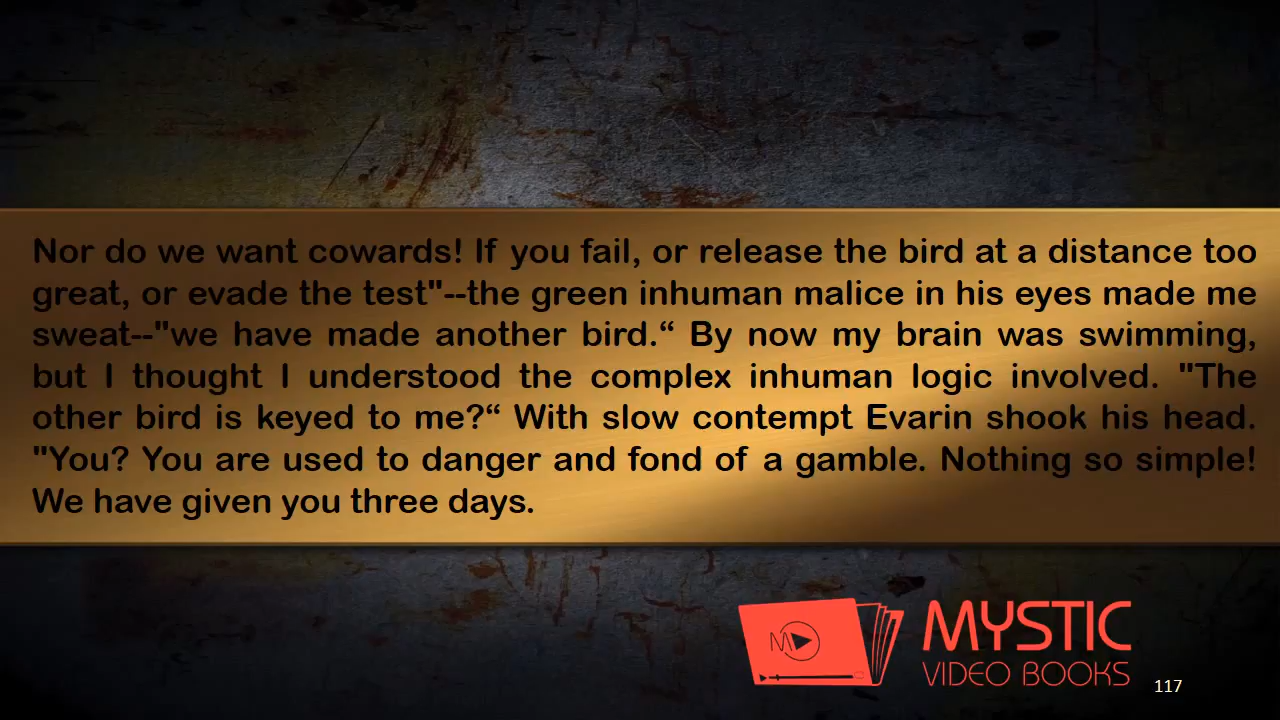 Nor do we want cowards! If you fail, or release the bird at a distance too
great, or evade the test"--the green inhuman malice in his eyes made me
sweat--"we have made another bird.“ By now my brain was swimming,
but I thought I understood the complex inhuman logic involved. "The
other bird is keyed to me?“ With slow contempt Evarin shook his head.
"You? You are used to danger and fond of a gamble. Nothing so simple!
We have given you three days.
M
MYSTIC
VIDEO BOOKS
117